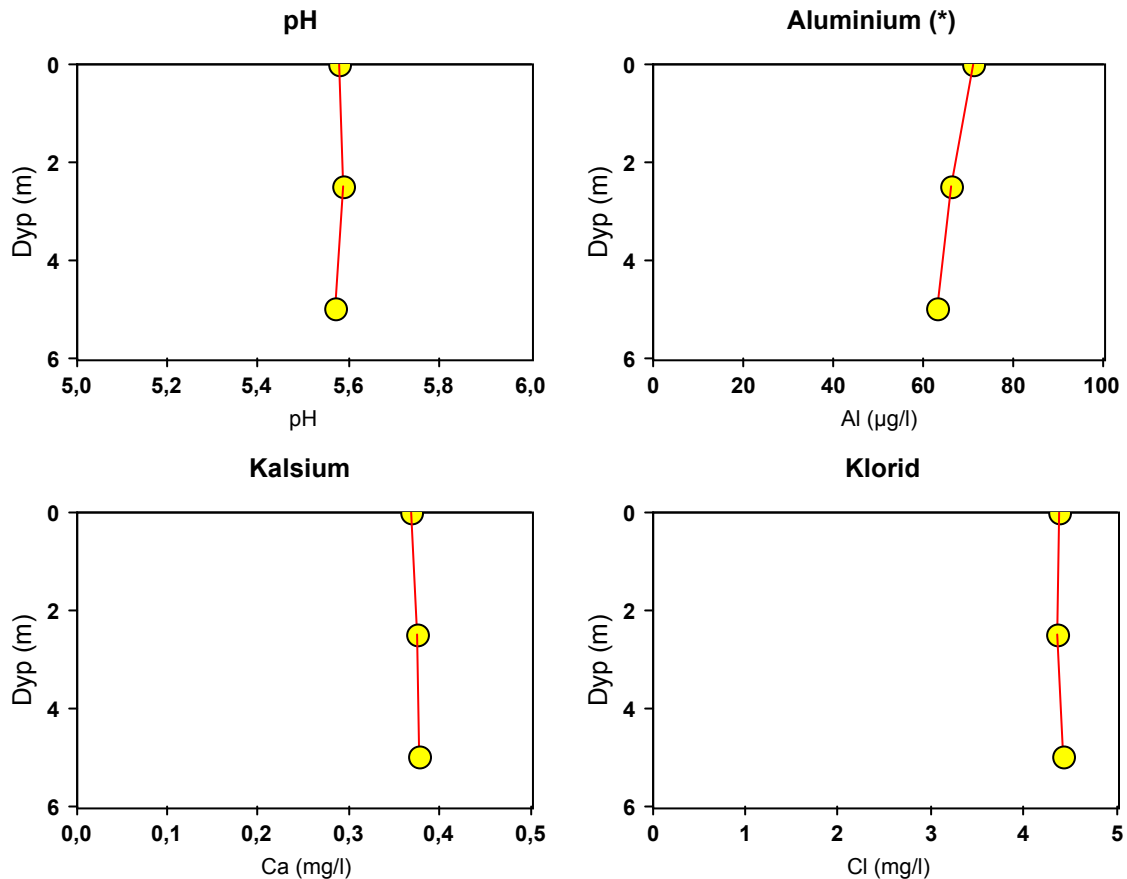 pH
0
2
4
6
Dyp (m)
5,0 5,2 5,4 5,6 5,8 6,0
pH
Aluminium (*)
0
2
4
6
Dyp (m)
0 20 40 60 80 100
Al (µg/l)
Kalsium
0
2
4
6
Dyp (m)
0,0 0,1 0,2 0,3 0,4 0,5
Ca (mg/l)
Klorid
0
2
4
6
Dyp (m)
0 1 2 3 4 5
Cl (mg/l)